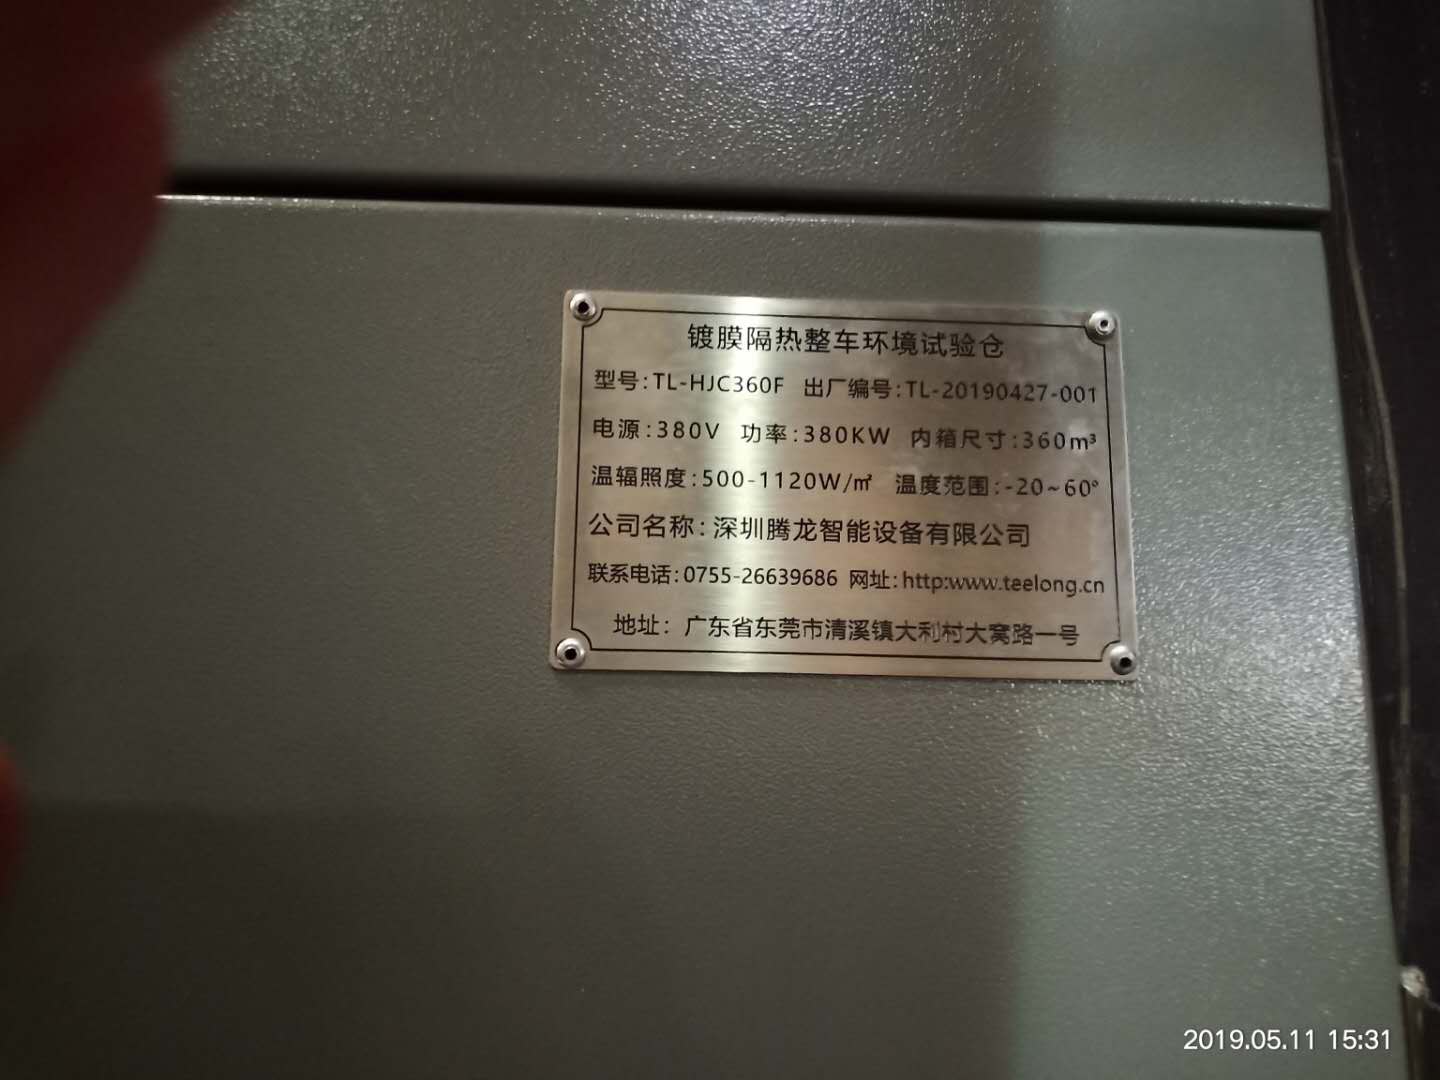 镀膜隔热整车环境试验仓
型号:TL-HJC360F 出厂编号:TL-20190427-001
电源:380V 功率:380KW 内箱尺寸:360m³
温辐照度:500-1120W/㎡ 温度范围:-20~60°
公司名称:深圳腾龙智能设备有限公司
联系电话:0755-26639686 网址:http:www.teelong.cn
地址: 广东省东莞市清溪镇大利村大窝路一号
2019.05.11 15:31